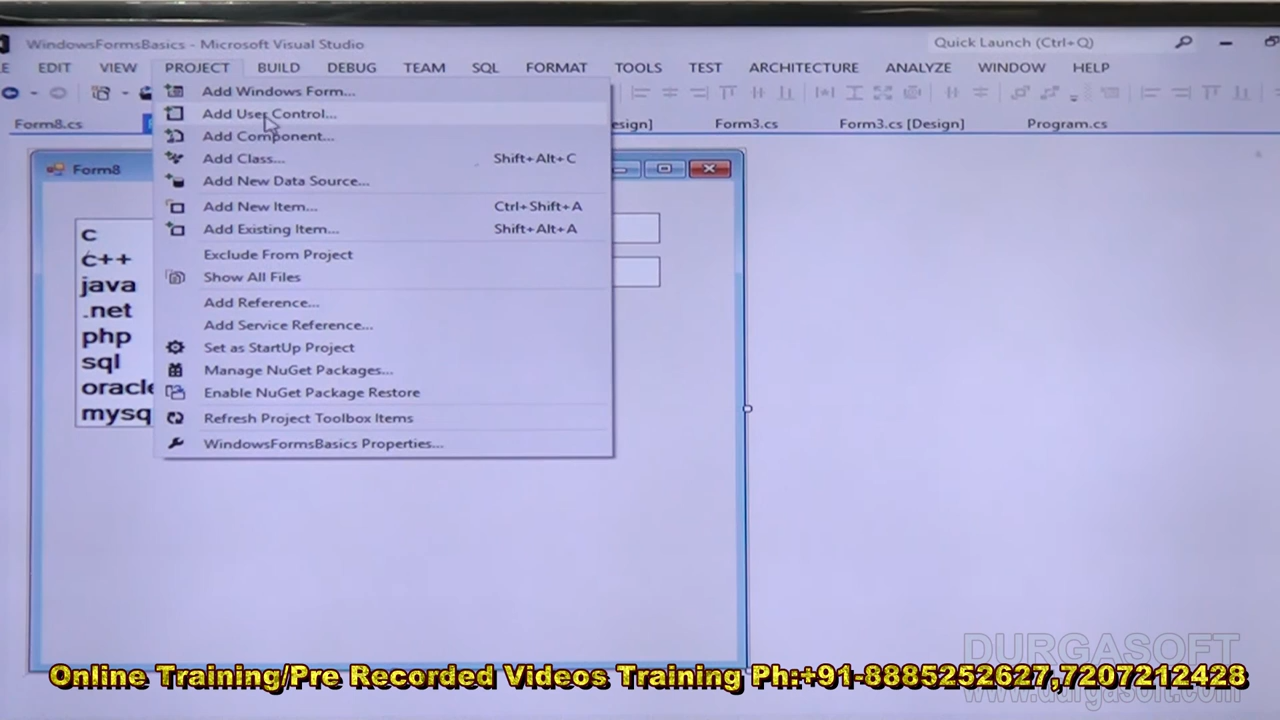 WindowsFormsBasics - Microsoft Visual Studio
Quick Launch (Ctrl+Q)
EDIT VIEW PROJECT BUILD DEBUG TEAM SQL FORMAT TOOLS TEST ARCHITECTURE ANALYZE WINDOW HELP
Form8.cs Form3.cs Form3.cs [Design] Program.cs
Add Windows Form...
Add User Control...
Add Component...
Add Class... Shift+Alt+C
Add New Data Source...
Add New Item... Ctrl+Shift+A
Add Existing Item... Shift+Alt+A
Exclude From Project
Show All Files
Add Reference...
Add Service Reference...
Set as StartUp Project
Manage NuGet Packages...
Enable NuGet Package Restore
Refresh Project Toolbox Items
WindowsFormsBasics Properties...
Form8
c
c++
java
.net
php
sql
oracle
mysq
DURGASOFT
www.durgasoft.com
Online Training/Pre Recorded Videos Training Ph:+91-8885252627,7207212428